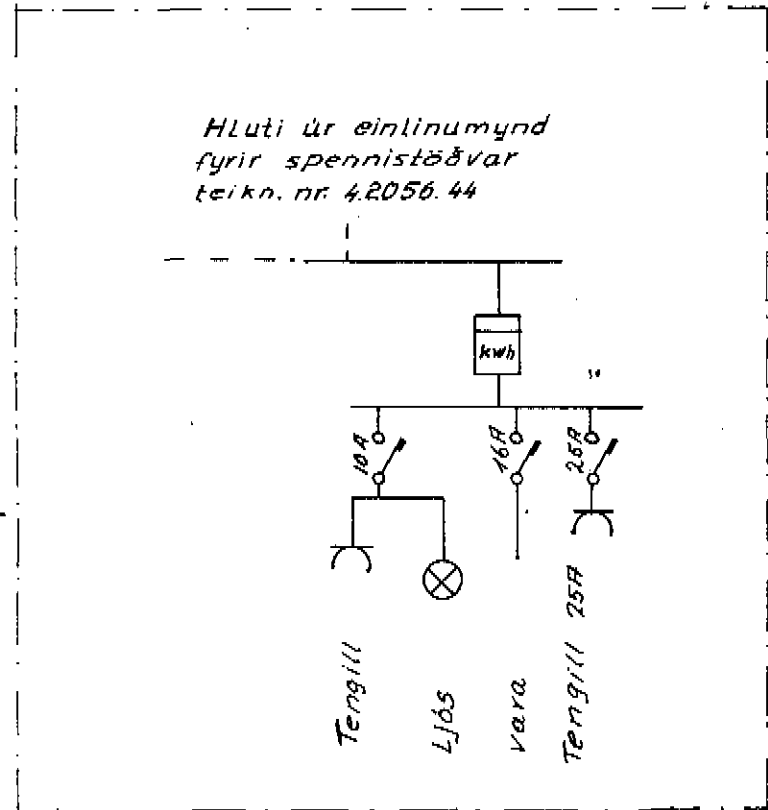 Hluti úr einlinumynd
fyrir spennistöðvar
teikn. nr. 4.2056.44
kwh
10A
16A
25A
Tengill
Ljós
vara
Tengill 25A